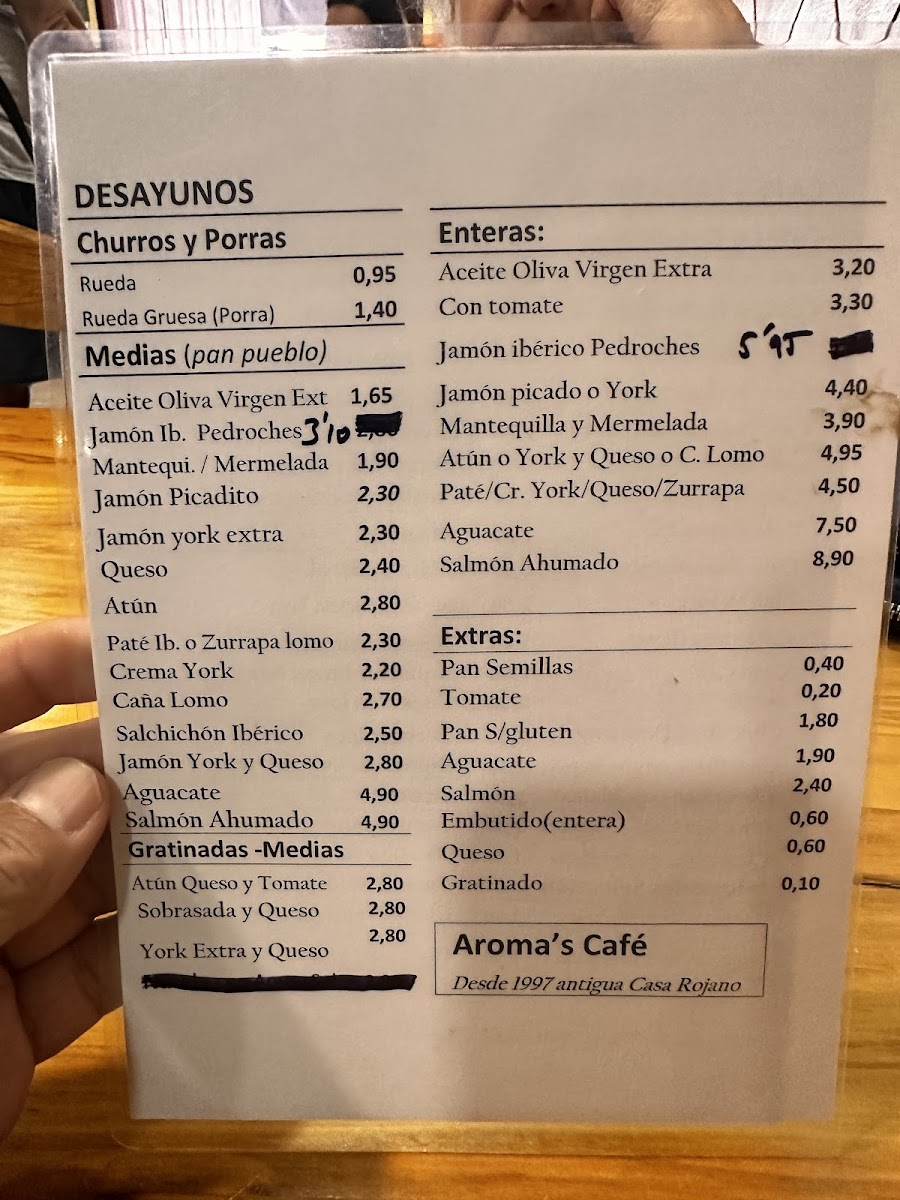 DESAYUNOS
Churros y Porras
Rueda 0,95
Rueda Gruesa (Porra) 1,40
Medias (pan pueblo)
Aceite Oliva Virgen Ext 1,65
Jamón Ib. Pedroches 3'10
Mantequi. / Mermelada 1,90
Jamón Picadito 2,30
Jamón york extra 2,30
Queso 2,40
Atún 2,80
Paté Ib. o Zurrapa lomo 2,30
Crema York 2,20
Caña Lomo 2,70
Salchichón Ibérico 2,50
Jamón York y Queso 2,80
Aguacate 4,90
Salmón Ahumado 4,90
Gratinadas -Medias
Atún Queso y Tomate 2,80
Sobrasada y Queso 2,80
York Extra y Queso 2,80
Enteras:
Aceite Oliva Virgen Extra 3,20
Con tomate 3,30
Jamón ibérico Pedroches 5'95
Jamón picado o York 4,40
Mantequilla y Mermelada 3,90
Atún o York y Queso o C. Lomo 4,95
Paté/Cr. York/Queso/Zurrapa 4,50
Aguacate 7,50
Salmón Ahumado 8,90
Extras:
Pan Semillas 0,40
Tomate 0,20
Pan S/gluten 1,80
Aguacate 1,90
Salmón 2,40
Embutido(entera) 0,60
Queso 0,60
Gratinado 0,10
Aroma's Café
Desde 1997 antigua Casa Rojano